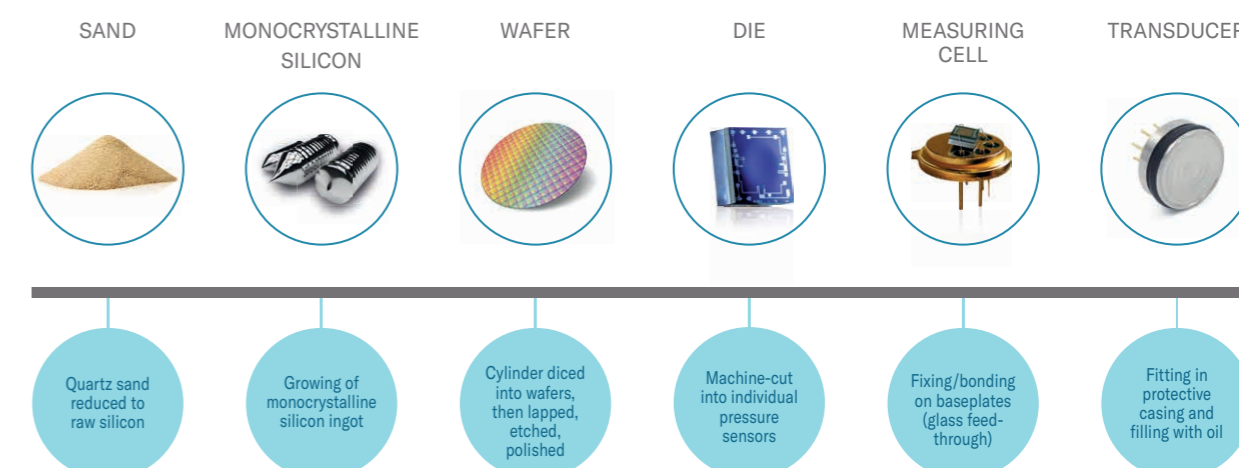 SAND
MONOCRYSTALLINE
SILICON
WAFER
DIE
MEASURING
CELL
TRANSDUCER
Quartz sand
reduced to
raw silicon
Growing of
monocrystalline
silicon ingot
Cylinder diced
into wafers,
then lapped,
etched,
polished
Machine-cut
into individual
pressure
sensors
Fixing/bonding
on baseplates
(glass feed-
through)
Fitting in
protective
casing and
filling with oil